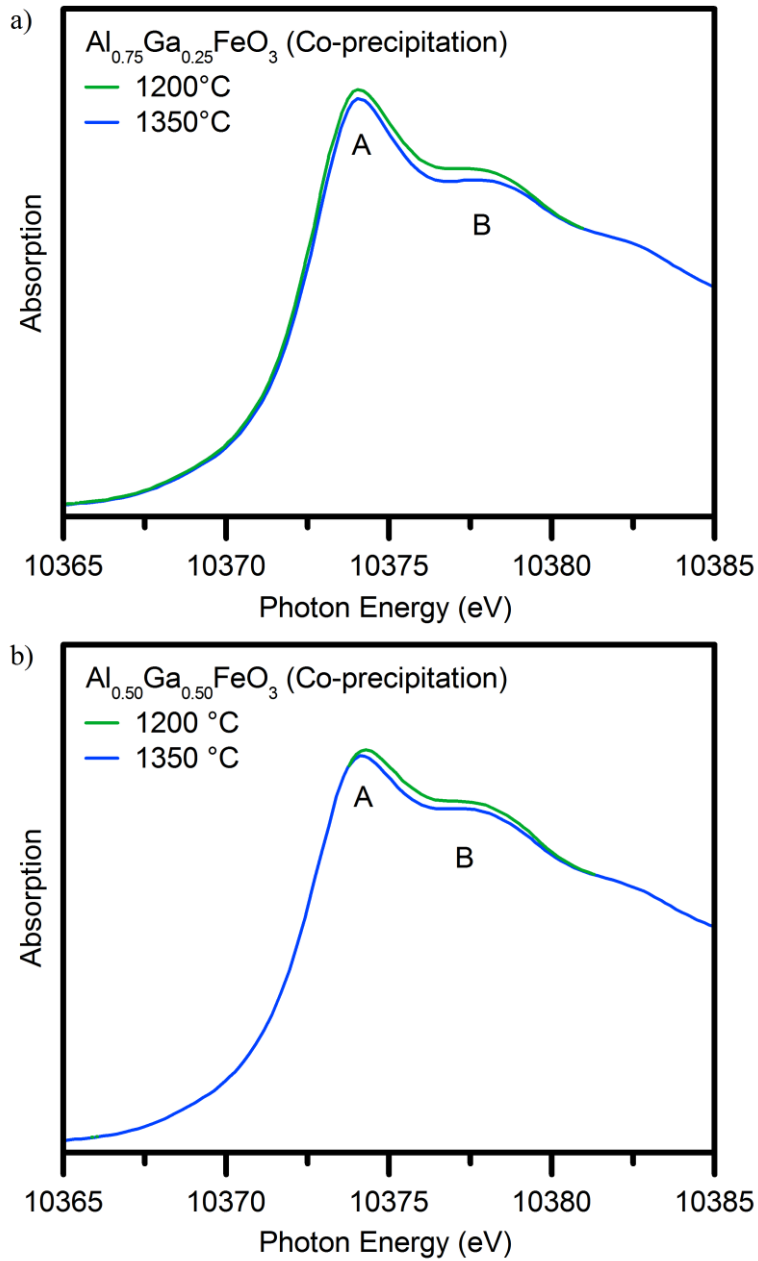 a)
Al0.75Ga0.25FeO3 (Co-precipitation)
1200°C
1350°C
A
B
Absorption
10365 10370 10375 10380 10385
Photon Energy (eV)
b)
Al0.50Ga0.50FeO3 (Co-precipitation)
1200 °C
1350 °C
A
B
Absorption
10365 10370 10375 10380 10385
Photon Energy (eV)